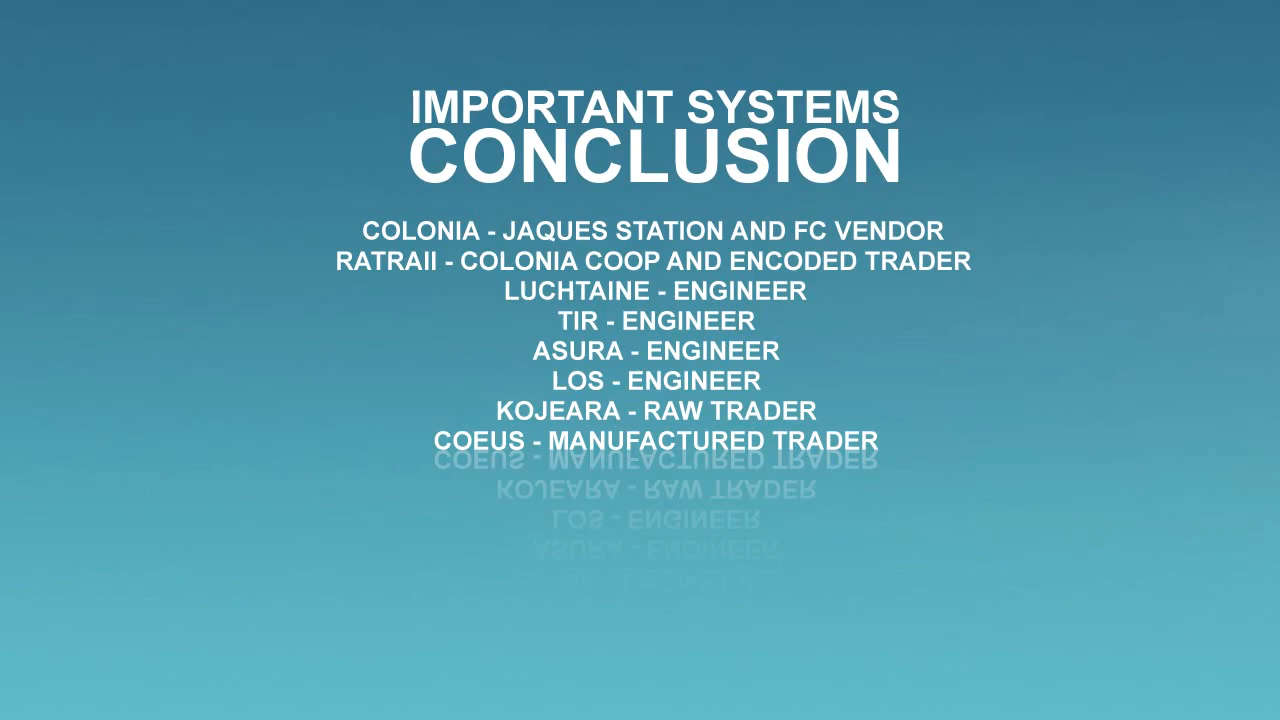 IMPORTANT SYSTEMS
CONCLUSION
COLONIA - JAQUES STATION AND FC VENDOR
RATRAII - COLONIA COOP AND ENCODED TRADER
LUCHTAINE - ENGINEER
TIR - ENGINEER
ASURA - ENGINEER
LOS - ENGINEER
KOJEARA - RAW TRADER
COEUS - MANUFACTURED TRADER